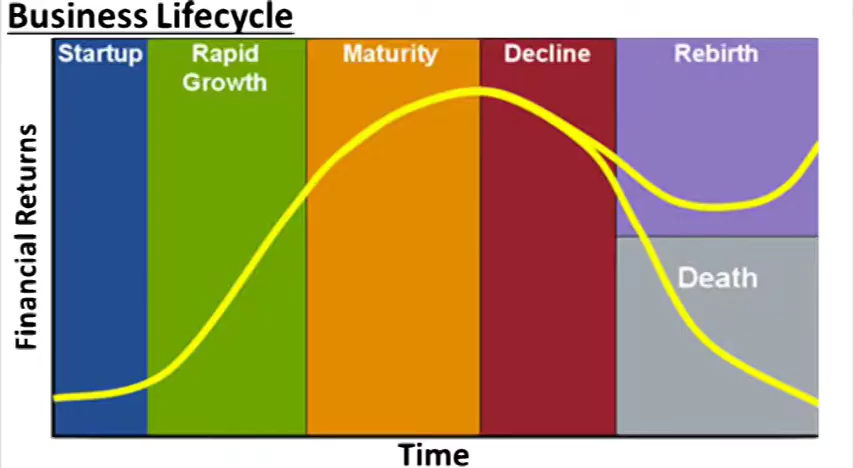 Business Lifecycle
Startup
Rapid
Growth
Maturity
Decline
Rebirth
Death
Financial Returns
Time